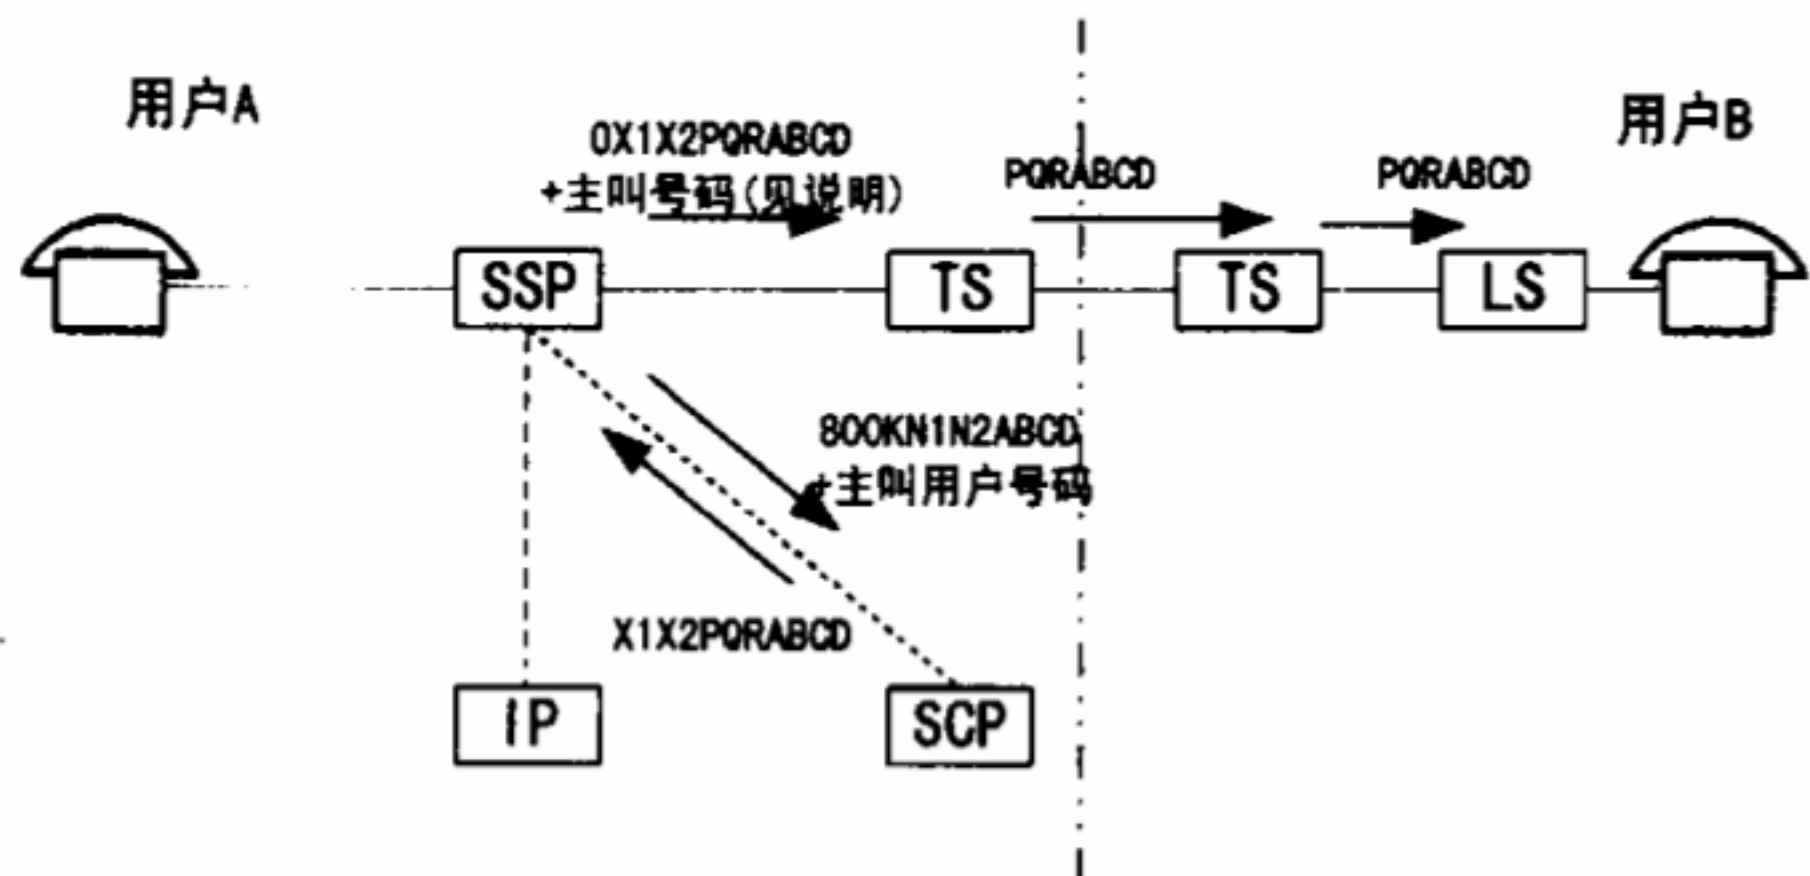 用户A
用户B
0X1X2PQRABCD
+主叫号码(见说明)
PQRABCD
PQRABCD
SSP
TS
TS
LS
800KN1N2ABCD
+主叫用户号码
X1X2PQRABCD
IP
SCP